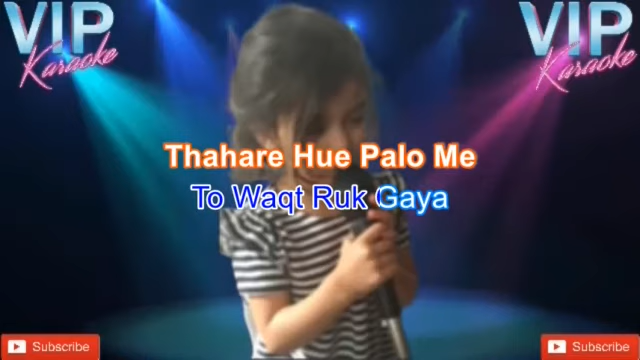 VIP
Karaoke
VIP
Karaoke
Thahare Hue Palo Me
To Waqt Ruk Gaya
Subscribe
Subscribe